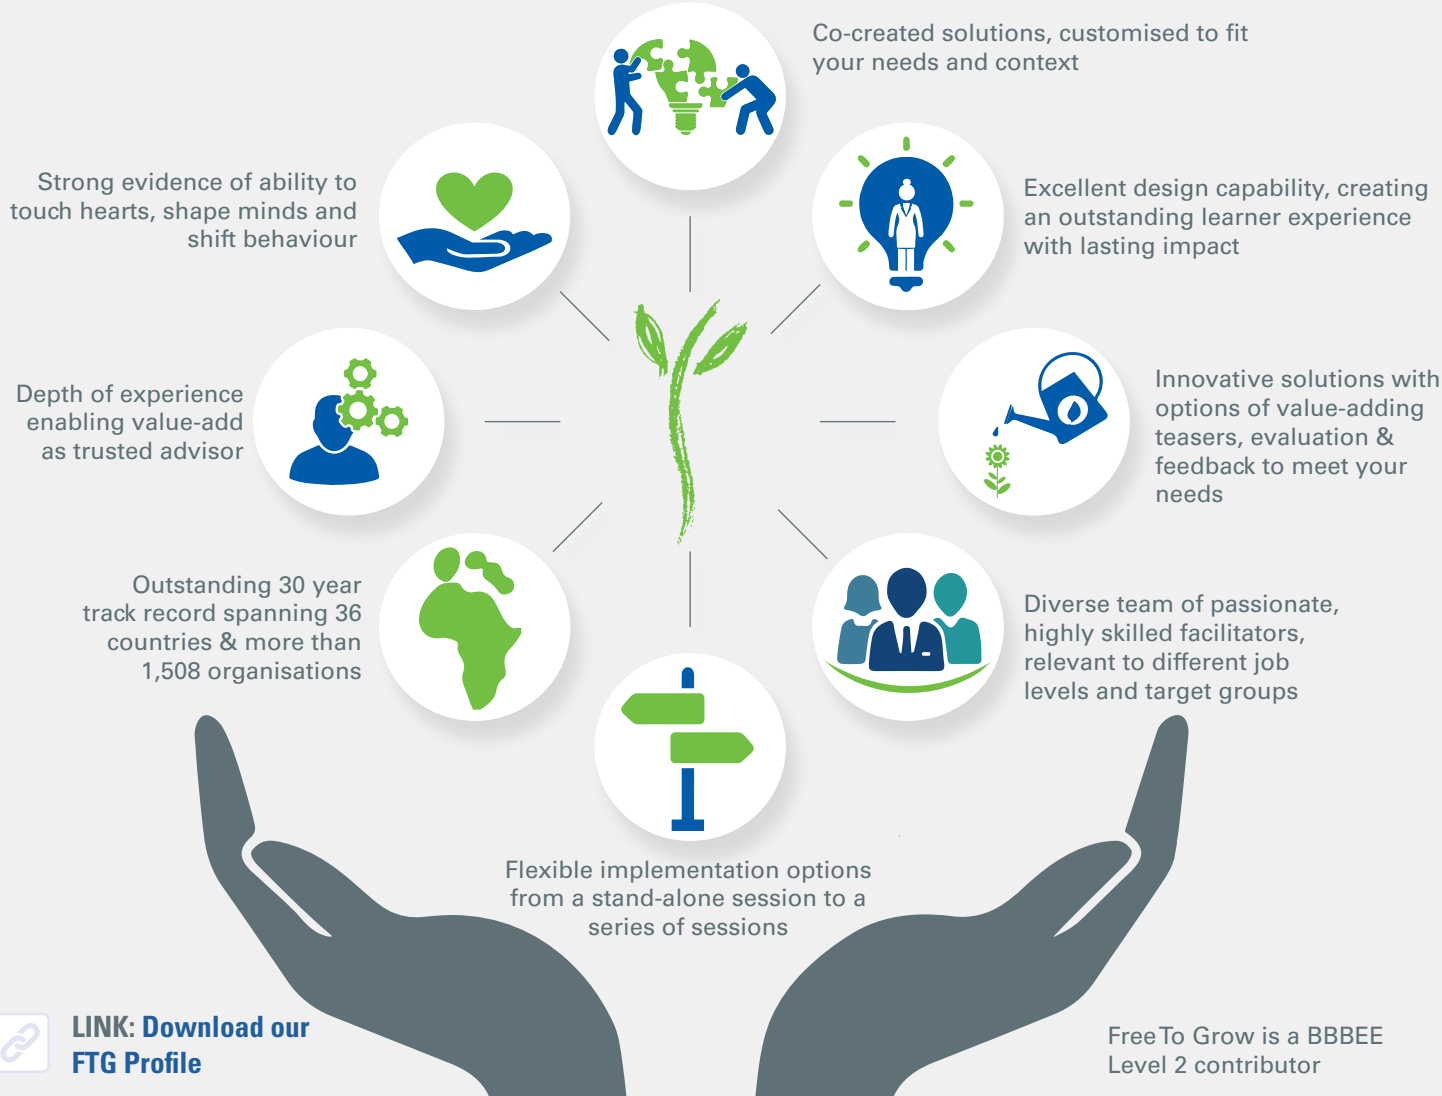 Co-created solutions, customised to fit
your needs and context
Excellent design capability, creating
an outstanding learner experience
with lasting impact
Innovative solutions with
options of value-adding
teasers, evaluation &
feedback to meet your
needs
Diverse team of passionate,
highly skilled facilitators,
relevant to different job
levels and target groups
Flexible implementation options
from a stand-alone session to a
series of sessions
Outstanding 30 year
track record spanning 36
countries & more than
1,508 organisations
Depth of experience
enabling value-add
as trusted advisor
Strong evidence of ability to
touch hearts, shape minds and
shift behaviour
LINK: Download our
FTG Profile
Free To Grow is a BBBEE
Level 2 contributor